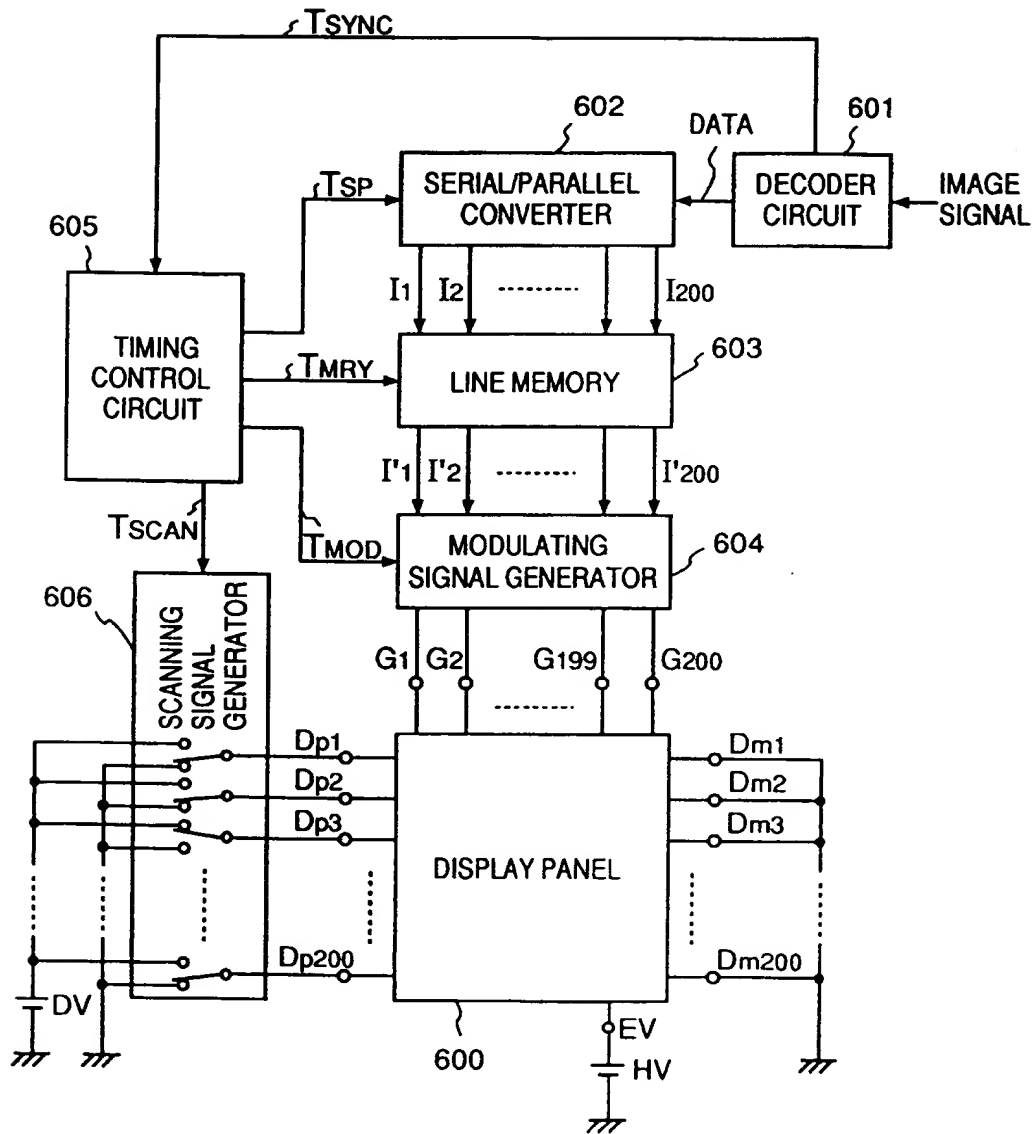 TSYNC
602
DATA
601
SERIAL/PARALLEL
CONVERTER
DECODER
CIRCUIT
IMAGE
SIGNAL
TSP
605
I1 I2 I200
TIMING
CONTROL
CIRCUIT
TMRY
LINE MEMORY
603
I'1 I'2 I'200
TSCAN
TMOD
MODULATING
SIGNAL GENERATOR
604
606
SCANNING
SIGNAL
GENERATOR
G1 G2 G199 G200
Dp1
Dp2
Dp3
Dp200
DISPLAY PANEL
Dm1
Dm2
Dm3
Dm200
DV
600
EV
HV